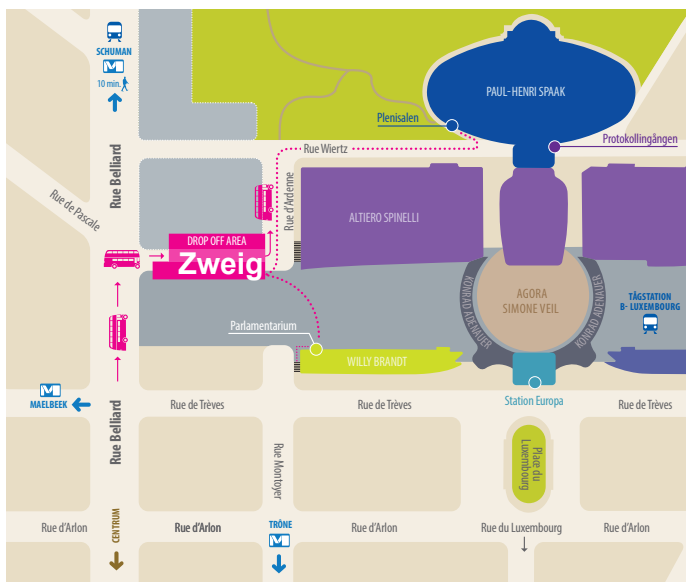 SCHUMAN
M
10 min.
PAUL-HENRI SPAAK
Plenisalen
Protokollingången
Rue Wiertz
Rue Belliard
Rue de Pascale
Rue d'Ardenne
ALTIERO SPINELLI
DROP OFF AREA
Zweig
KONRAD ADENAUER
AGORA
SIMONE VEIL
KONRAD ADENAUER
TÅGSTATION
B- LUXEMBOURG
Parlamentarium
WILLY BRANDT
M
MAELBEEK
Station Europa
Rue de Trèves
Rue de Trèves
Rue de Trèves
Rue Belliard
Rue Montoyer
Place du
Luxembourg
CENTRUM
Rue d'Arlon
Rue d'Arlon
TRÔNE
M
Rue d'Arlon
Rue du Luxembourg
Rue d'Arlon